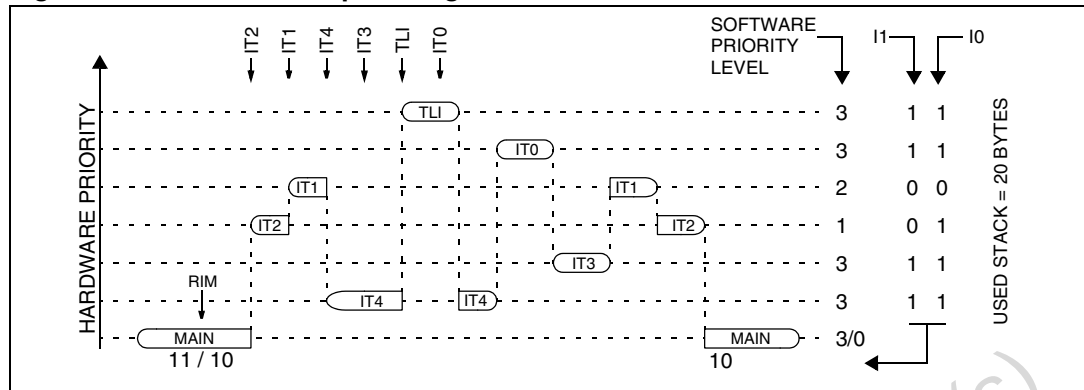 IT2
IT1
IT4
IT3
TLI
IT0
SOFTWARE
PRIORITY
LEVEL
I1
I0
HARDWARE PRIORITY
TLI
3
1 1
IT0
3
1 1
IT1
IT1
2
0 0
IT2
IT2
1
0 1
IT3
3
1 1
RIM
IT4
IT4
3
1 1
MAIN
MAIN
3/0
11 / 10
10
USED STACK = 20 BYTES